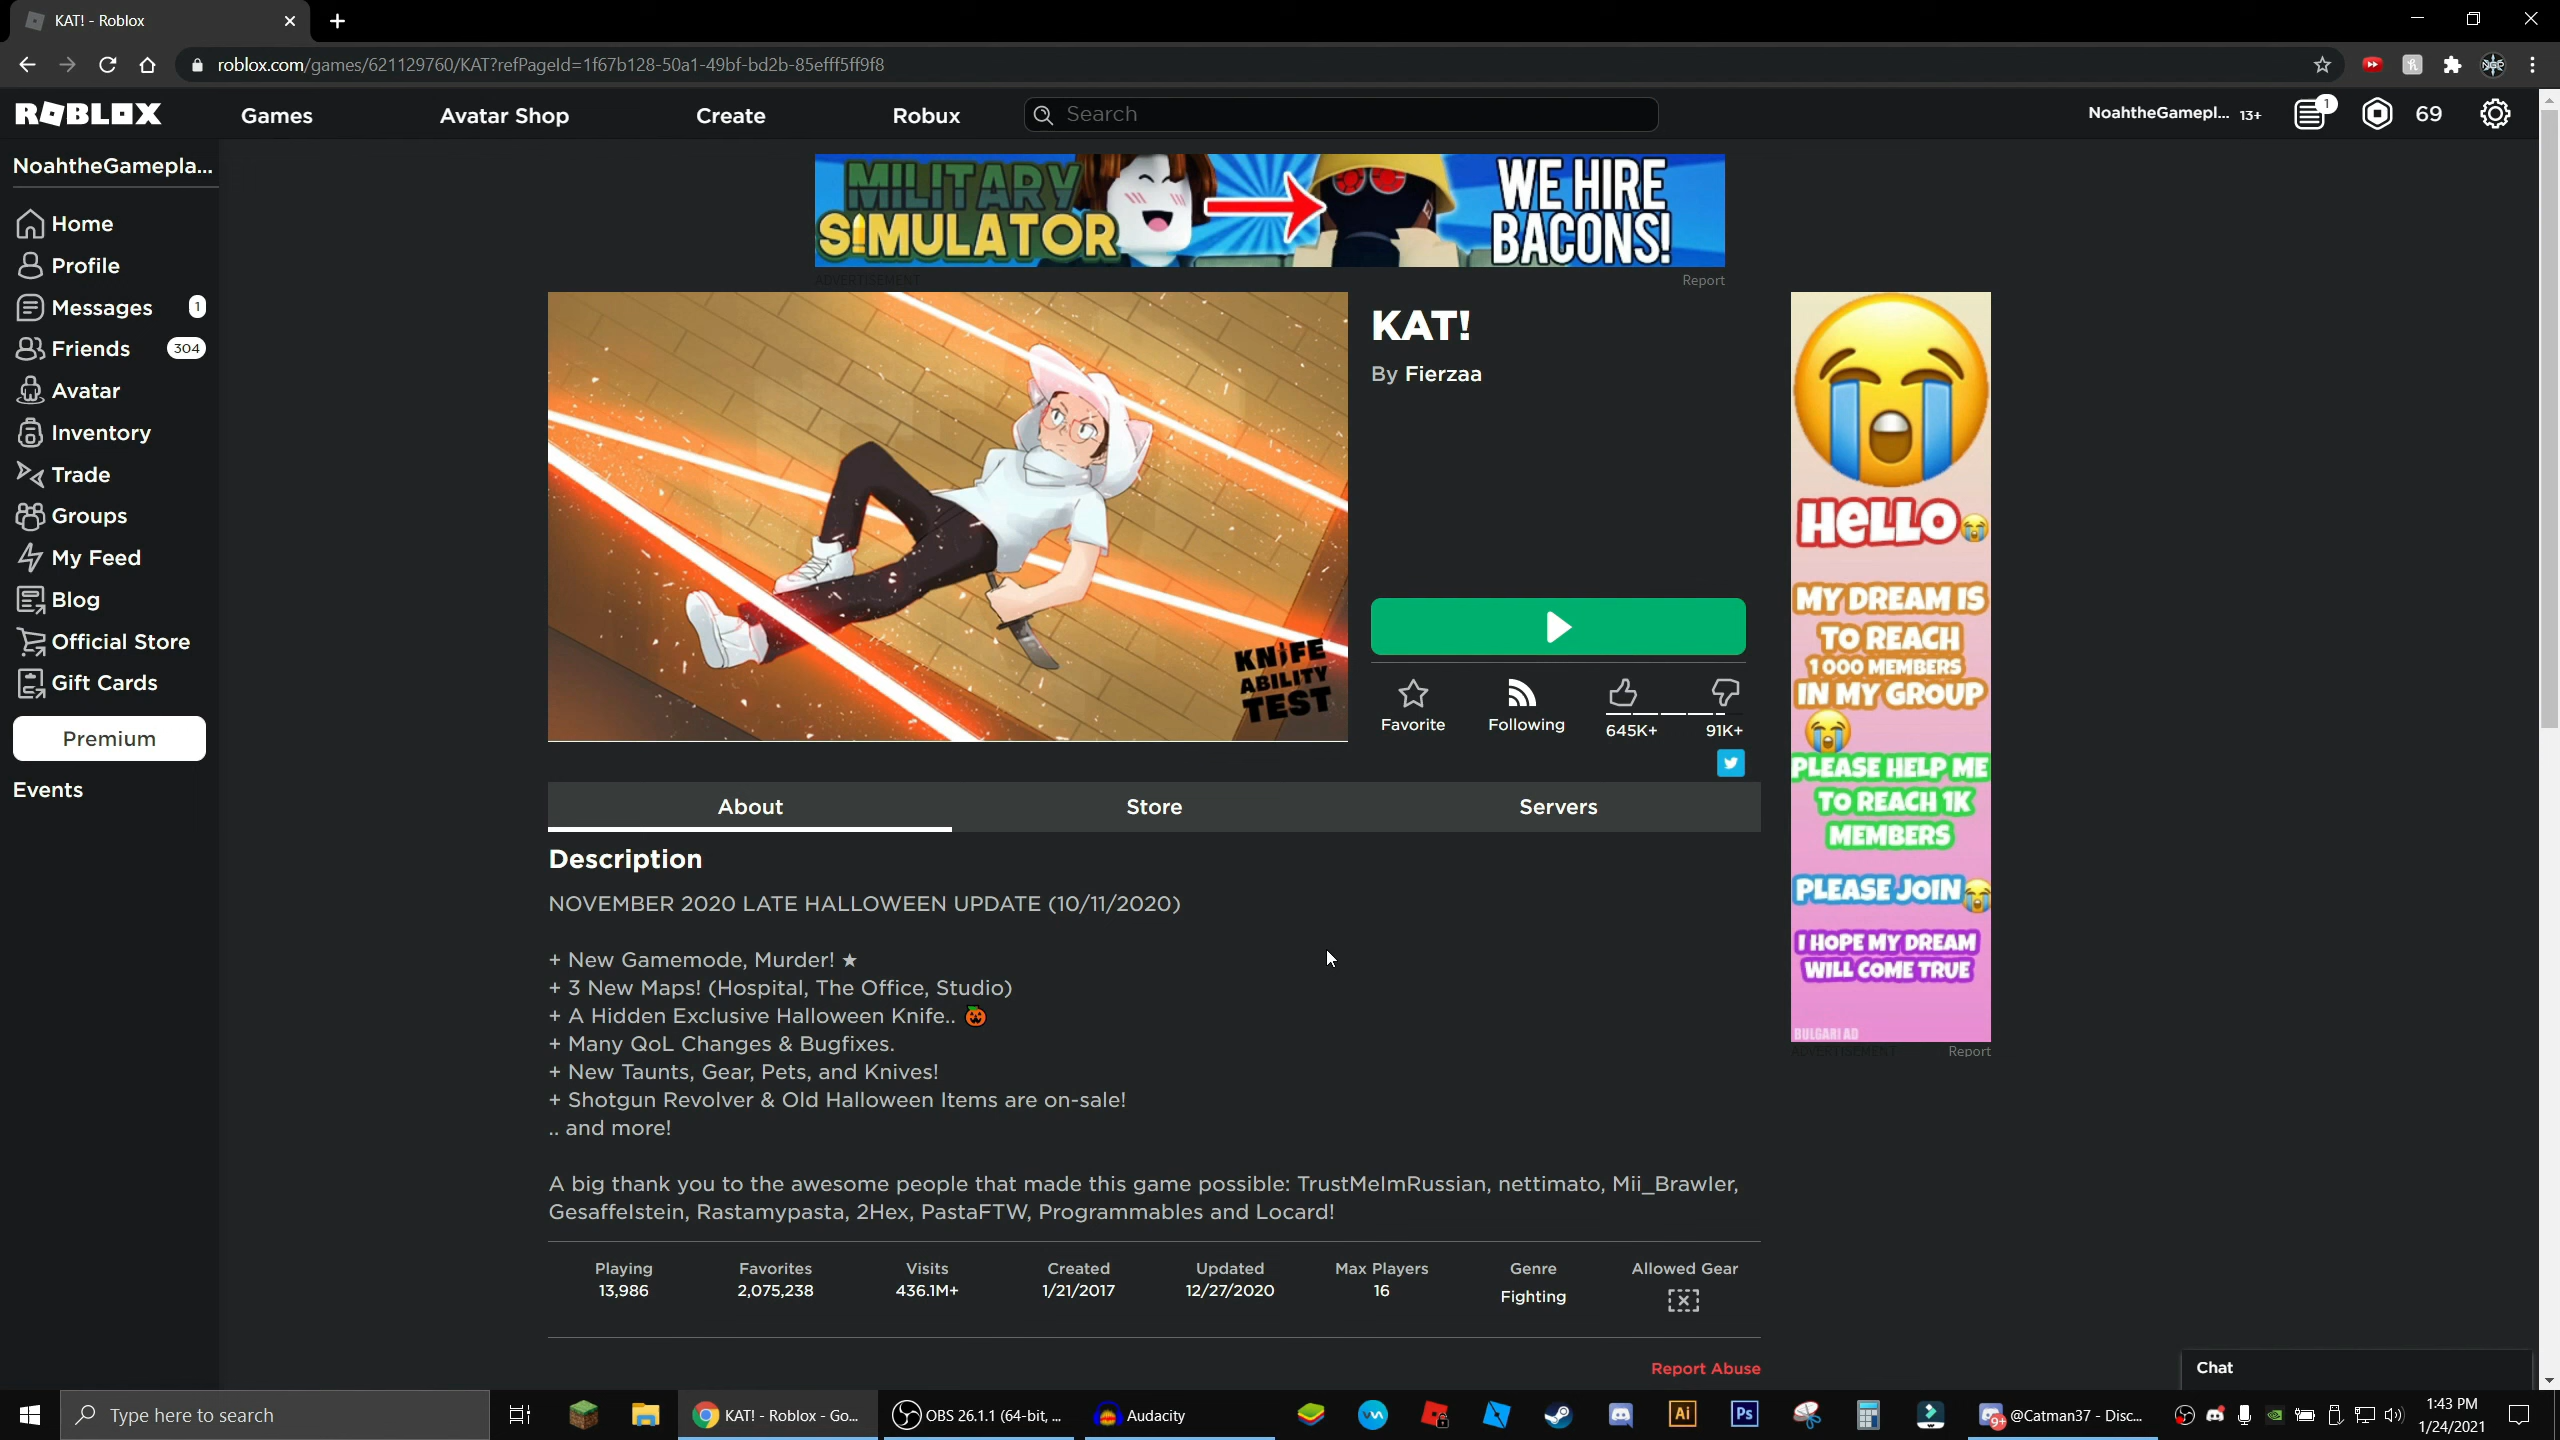 KAT! - Roblox
roblox.com/games/621129760/KAT?refPageId=1f67b128-50a1-49bf-bd2b-85efff5ff9f8
ROBLOX
Games
Avatar Shop
Create
Robux
Search
NoahtheGamepl... 13+
1
69
NoahtheGamepla...
Home
Profile
Messages 1
Friends 304
Avatar
Inventory
Trade
Groups
My Feed
Blog
Official Store
Gift Cards
Premium
Events
MILITARY
SIMULATOR
WE HIRE
BACONS!
ADVERTISEMENT
Report
KNIFE
ABILITY
TEST
KAT!
By Fierzaa
Favorite
Following
645K+
91K+
HELLO
MY DREAM IS
TO REACH
1 000 MEMBERS
IN MY GROUP
PLEASE HELP ME
TO REACH 1K
MEMBERS
PLEASE JOIN
I HOPE MY DREAM
WILL COME TRUE
BULGARI AD
ADVERTISEMENT
Report
About
Store
Servers
Description
NOVEMBER 2020 LATE HALLOWEEN UPDATE (10/11/2020)
+ New Gamemode, Murder! ★
+ 3 New Maps! (Hospital, The Office, Studio)
+ A Hidden Exclusive Halloween Knife.. 🎃
+ Many QoL Changes & Bugfixes.
+ New Taunts, Gear, Pets, and Knives!
+ Shotgun Revolver & Old Halloween Items are on-sale!
.. and more!
A big thank you to the awesome people that made this game possible: TrustMeImRussian, nettimato, Mii_Brawler,
Gesaffelstein, Rastamypasta, 2Hex, PastaFTW, Programmables and Locard!
Playing Favorites Visits Created Updated Max Players Genre Allowed Gear
13,986 2,075,238 436.1M+ 1/21/2017 12/27/2020 16 Fighting
Report Abuse
Chat
Type here to search
KAT! - Roblox - Go...
OBS 26.1.1 (64-bit, ...
Audacity
Ai
Ps
9+
@Catman37 - Disc...
1:43 PM
1/24/2021